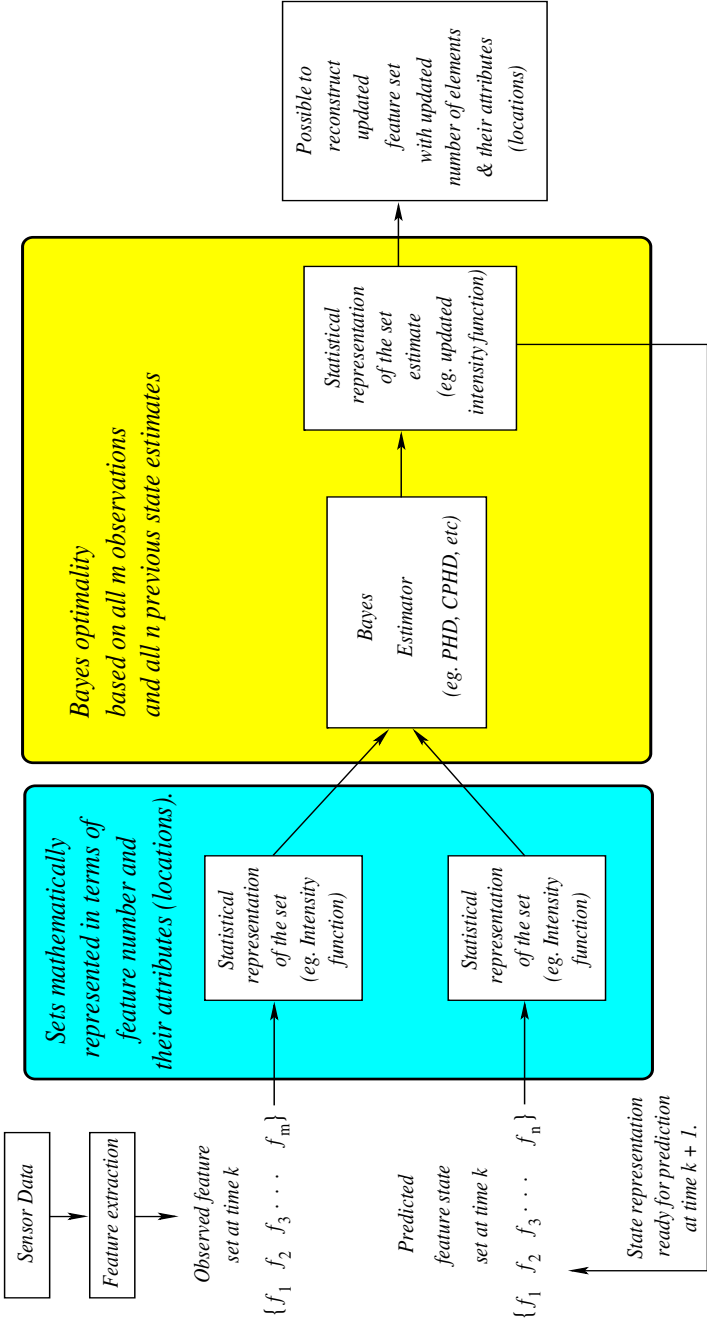 Sensor Data
Feature extraction
Observed feature
set at time k
{f1 f2 f3 . . . fm}
Predicted
feature state
set at time k
{f1 f2 f3 . . . fn}
State representation
ready for prediction
at time k + 1.
Sets mathematically
represented in terms of
feature number and
their attributes (locations).
Statistical
representation
of the set
(eg. Intensity
function)
Statistical
representation
of the set
(eg. Intensity
function)
Bayes optimality
based on all m observations
and all n previous state estimates
Bayes
Estimator
(eg. PHD, CPHD, etc)
Statistical
representation
of the set
estimate
(eg. updated
intensity function)
Possible to
reconstruct
updated
feature set
with updated
number of elements
& their attributes
(locations)